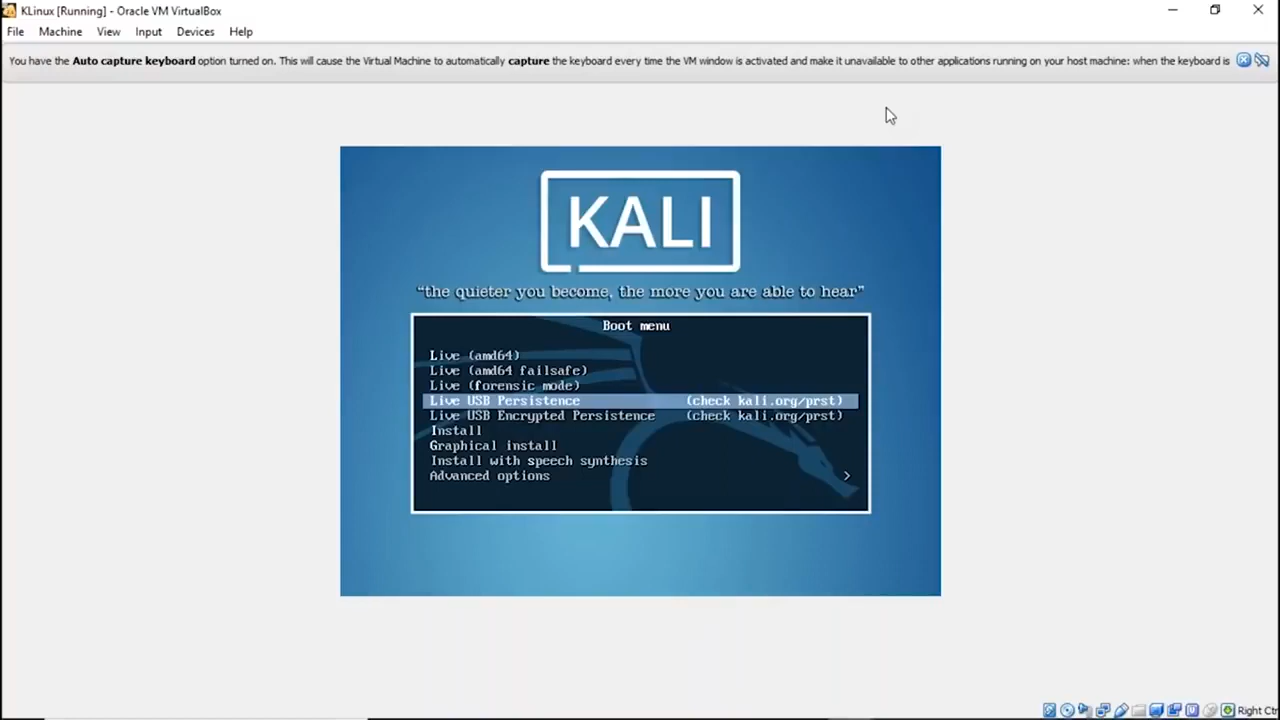 KLinux [Running] - Oracle VM VirtualBox
File Machine View Input Devices Help
You have the Auto capture keyboard option turned on. This will cause the Virtual Machine to automatically capture the keyboard every time the VM window is activated and make it unavailable to other applications running on your host machine: when the keyboard is
KALI
“the quieter you become, the more you are able to hear”
Boot menu
Live (amd64)
Live (amd64 failsafe)
Live (forensic mode)
Live USB Persistence (check kali.org/prst)
Live USB Encrypted Persistence (check kali.org/prst)
Install
Graphical install
Install with speech synthesis
Advanced options >
Right Ctr